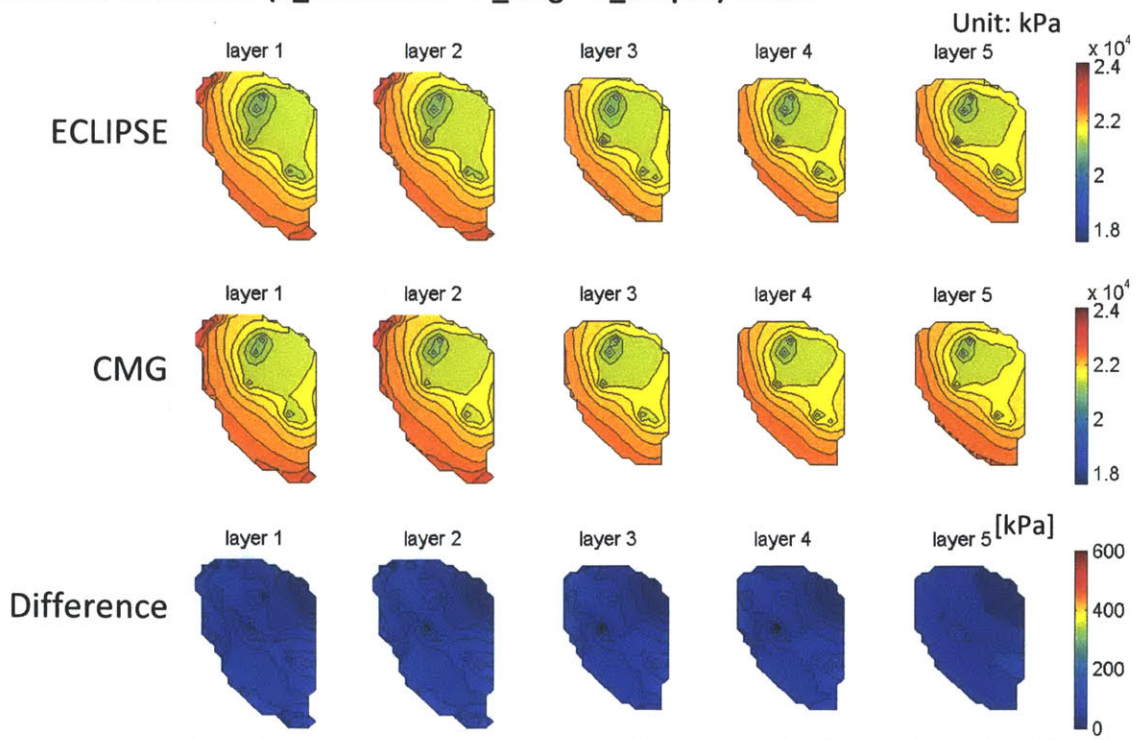 Unit: kPa
layer 1 layer 2 layer 3 layer 4 layer 5
x 10⁴
2.4
2.2
2
1.8
ECLIPSE
layer 1 layer 2 layer 3 layer 4 layer 5
x 10⁴
2.4
2.2
2
1.8
CMG
layer 1 layer 2 layer 3 layer 4 layer 5 [kPa]
600
400
200
0
Difference